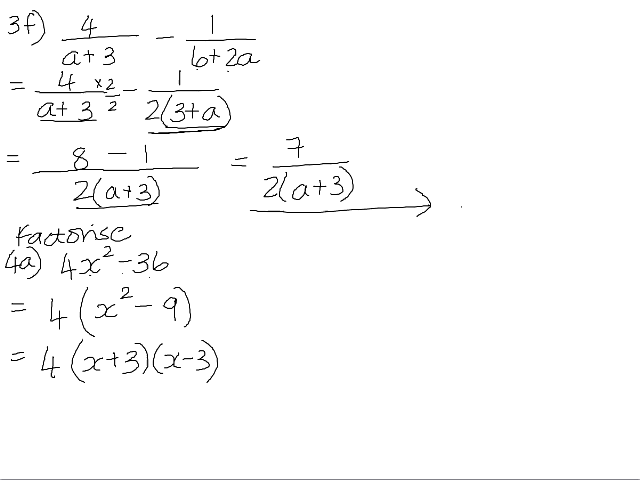 3f) 4/(a+3) − 1/(6+2a)
= 4/(a+3) ×2/2 − 1/(2(3+a))
= (8 − 1)/(2(a+3)) = 7/(2(a+3))
Factorise
4a) 4x² − 36
= 4(x² − 9)
= 4(x+3)(x−3)